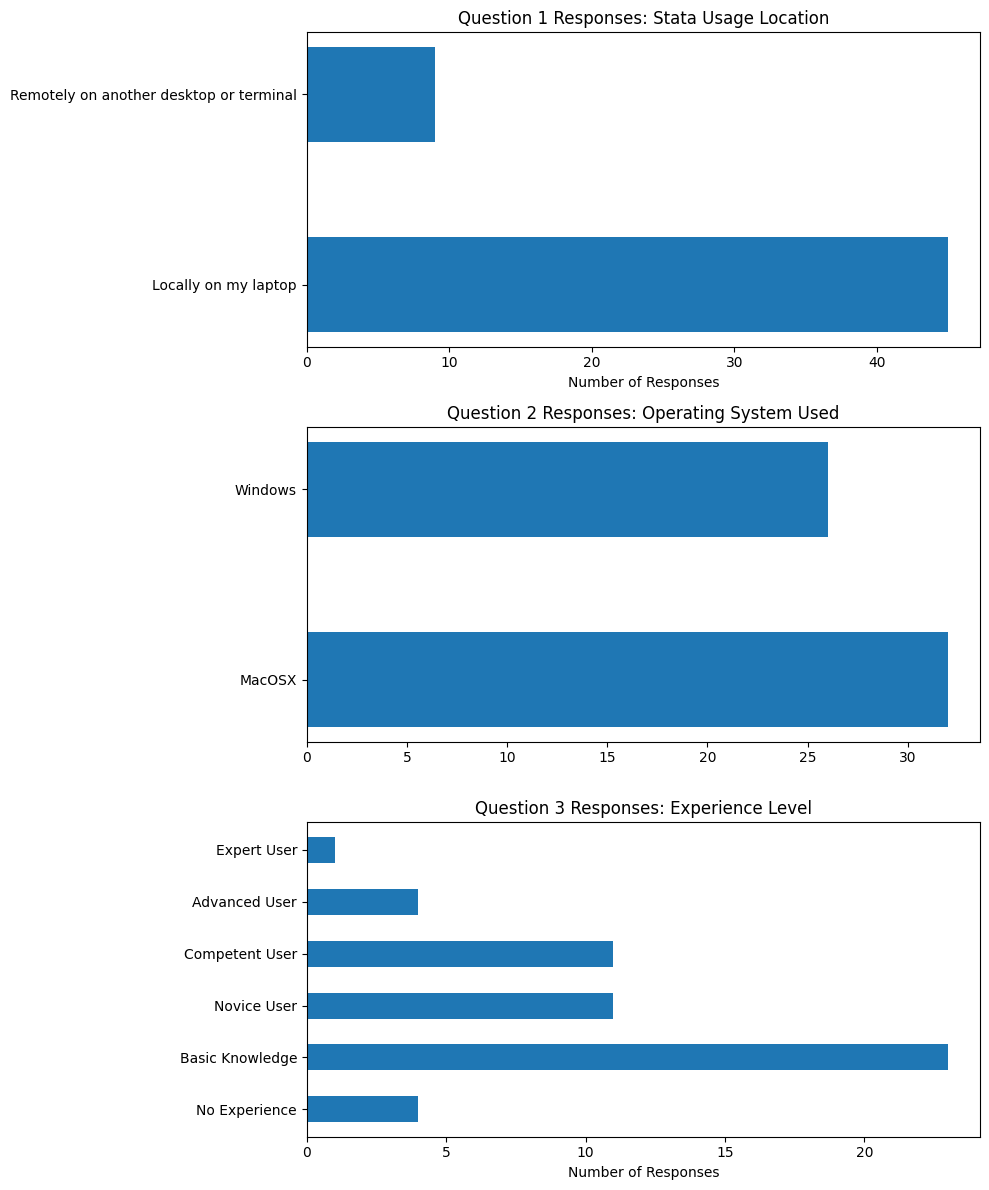 Question 1 Responses: Stata Usage Location
Remotely on another desktop or terminal
Locally on my laptop
0 10 20 30 40
Number of Responses
Question 2 Responses: Operating System Used
Windows
MacOSX
0 5 10 15 20 25 30
Question 3 Responses: Experience Level
Expert User
Advanced User
Competent User
Novice User
Basic Knowledge
No Experience
0 5 10 15 20
Number of Responses